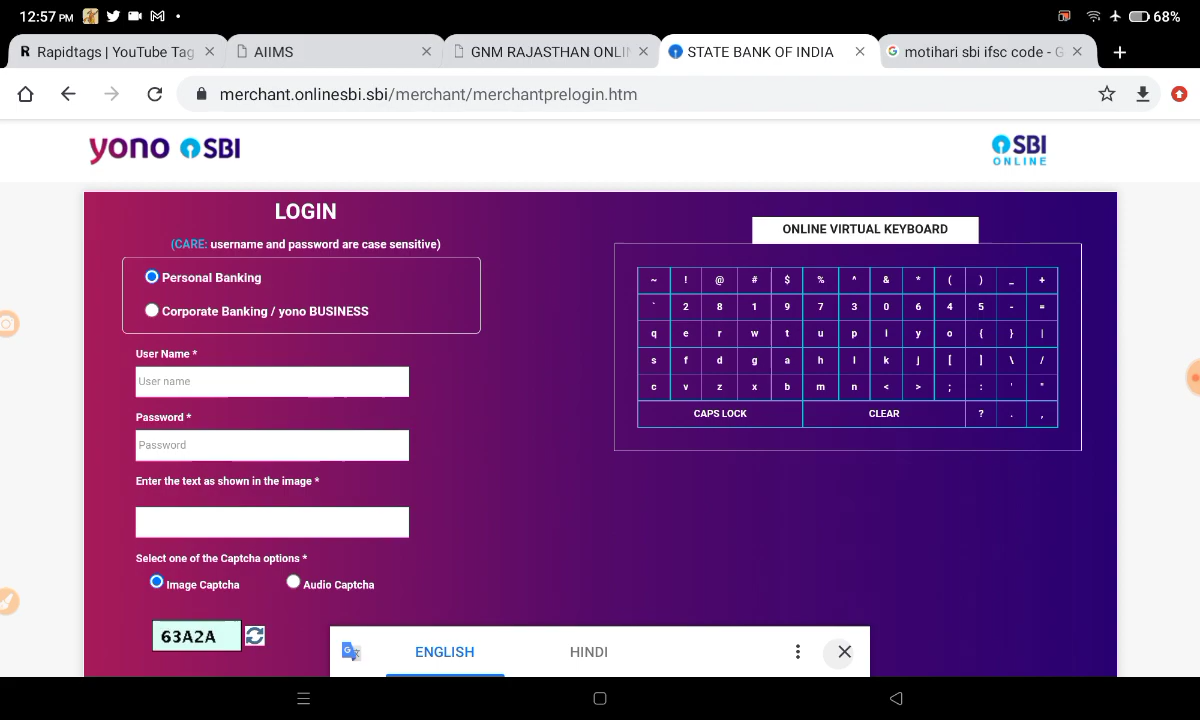 12:57 PM
68%
R Rapidtags | YouTube Tag
AIIMS
GNM RAJASTHAN ONLI
STATE BANK OF INDIA
motihari sbi ifsc code - G
merchant.onlinesbi.sbi/merchant/merchantprelogin.htm
yono SBI
SBI
ONLINE
LOGIN
(CARE: username and password are case sensitive)
Personal Banking
Corporate Banking / yono BUSINESS
User Name *
User name
Password *
Password
Enter the text as shown in the image *
Select one of the Captcha options *
Image Captcha Audio Captcha
63A2A
ONLINE VIRTUAL KEYBOARD
~ ! @ # $ % ^ & * ( ) _ +
` 2 8 1 9 7 3 0 6 4 5 - =
q e r w t u p i y o { } |
s f d g a h l k j [ ] \ /
c v z x b m n < > ; : ' "
CAPS LOCK CLEAR ? . ,
ENGLISH HINDI